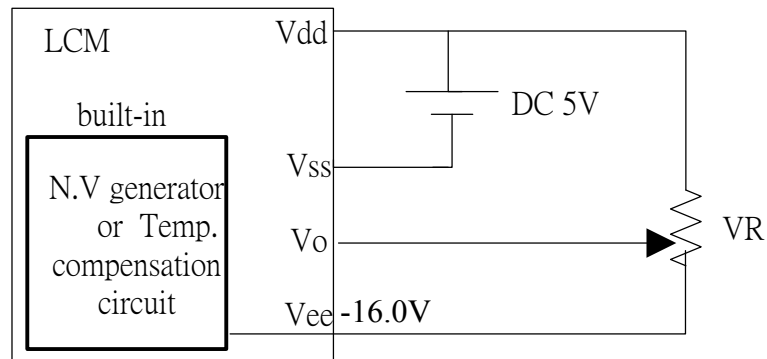 LCM
Vdd
DC 5V
built-in
Vss
N.V generator
or Temp.
compensation
circuit
Vo
VR
Vee -16.0V